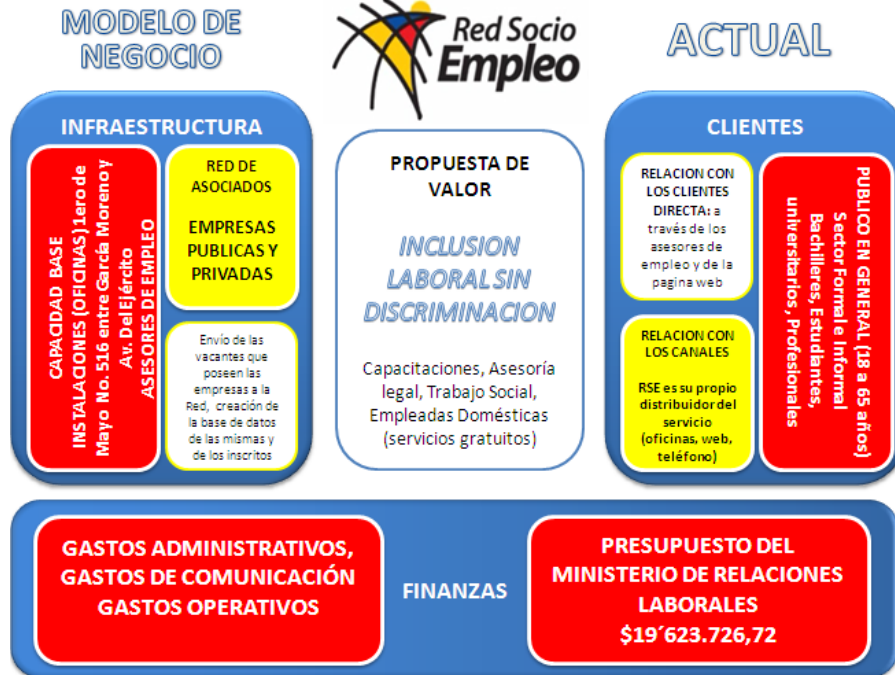 MODELO DE
NEGOCIO
Red Socio
Empleo
ACTUAL
INFRAESTRUCTURA
CAPACIDAD BASE
INSTALACIONES (OFICINAS) 1ero de
Mayo No. 516 entre García Moreno y
Av. Del Ejército
ASESORES DE EMPLEO
RED DE
ASOCIADOS
EMPRESAS
PUBLICAS Y
PRIVADAS
Envío de las
vacantes que
poseen las
empresas a la
Red, creación de
la base de datos
de las mismas y
de los inscritos
PROPUESTA DE
VALOR
INCLUSION
LABORAL SIN
DISCRIMINACION
Capacitaciones, Asesoría
legal, Trabajo Social,
Empleadas Domésticas
(servicios gratuitos)
CLIENTES
RELACION CON
LOS CLIENTES
DIRECTA: a
través de los
asesores de
empleo y de la
pagina web
RELACION CON
LOS CANALES
RSE es su propio
distribuidor del
servicio
(oficinas, web,
teléfono)
PUBLICO EN GENERAL (18 a 65 años)
Sector Formal e Informal
Bachilleres, Estudiantes,
universitarios, Profesionales
GASTOS ADMINISTRATIVOS,
GASTOS DE COMUNICACIÓN
GASTOS OPERATIVOS
FINANZAS
PRESUPUESTO DEL
MINISTERIO DE RELACIONES
LABORALES
$19´623.726,72